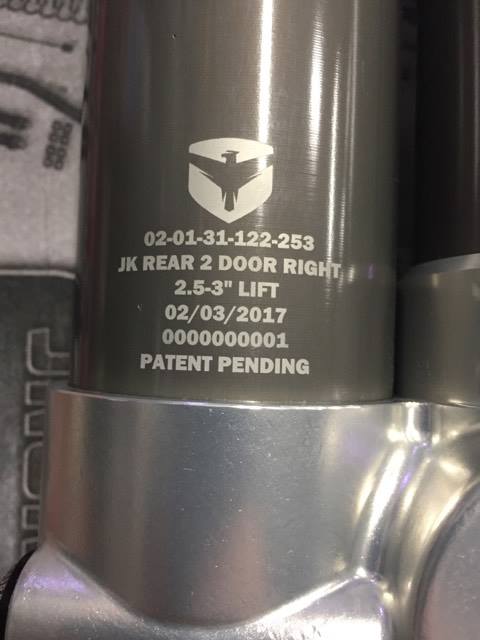 02-01-31-122-253
JK REAR 2 DOOR RIGHT
2.5-3" LIFT
02/03/2017
0000000001
PATENT PENDING